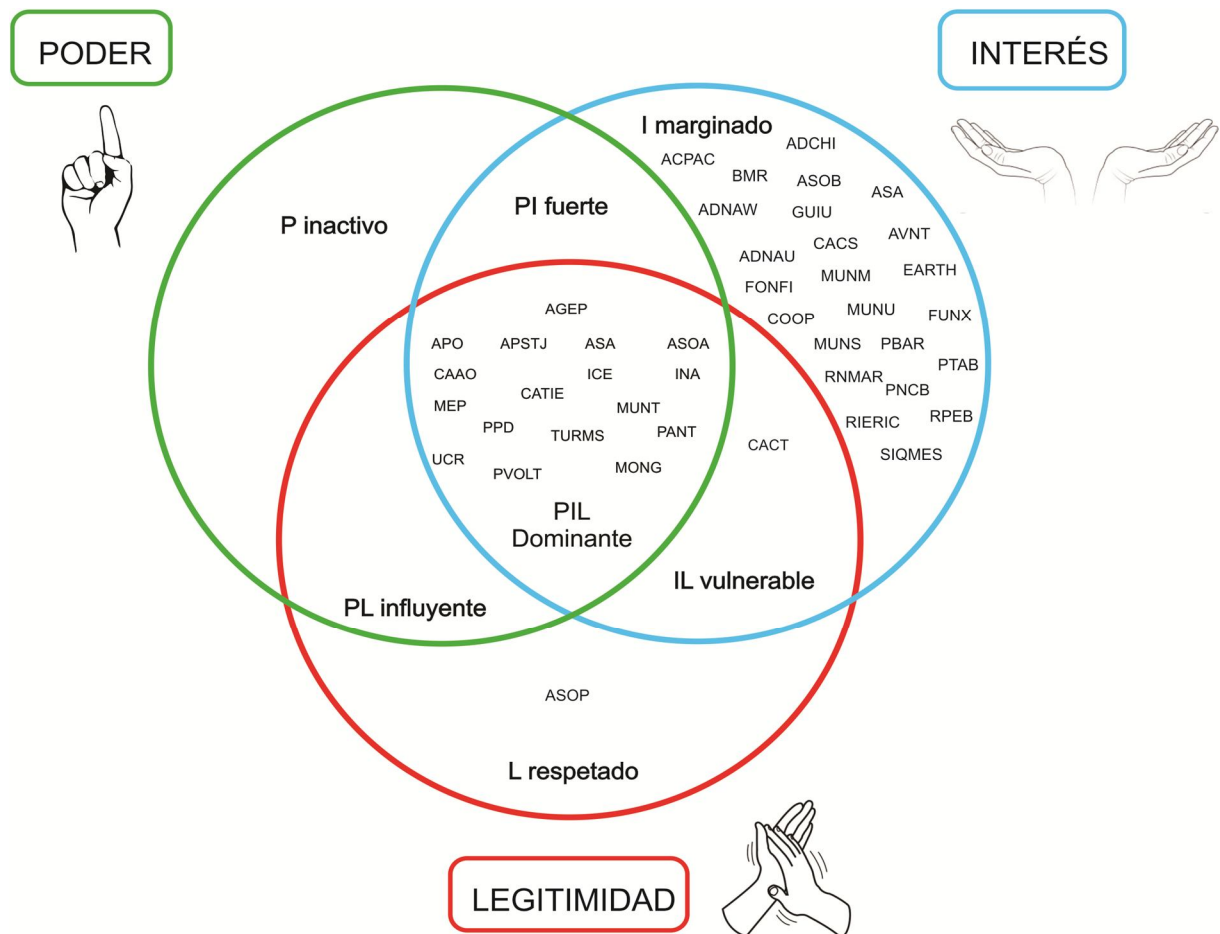 PODER
INTERÉS
I marginado
ADCHI
ACPAC
BMR
ASOB
ASA
ADNAW
GUIU
PI fuerte
P inactivo
AVNT
CACS
ADNAU
EARTH
MUNM
FONFI
AGEP
MUNU
FUNX
COOP
APO
APSTJ
ASA
ASOA
MUNS
PBAR
PTAB
CAAO
ICE
INA
RNMAR
PNCB
CATIE
MEP
MUNT
RIERIC
RPEB
PPD
TURMS
PANT
CACT
SIQMES
UCR
PVOLT
MONG
PIL
Dominante
IL vulnerable
PL influyente
ASOP
L respetado
LEGITIMIDAD